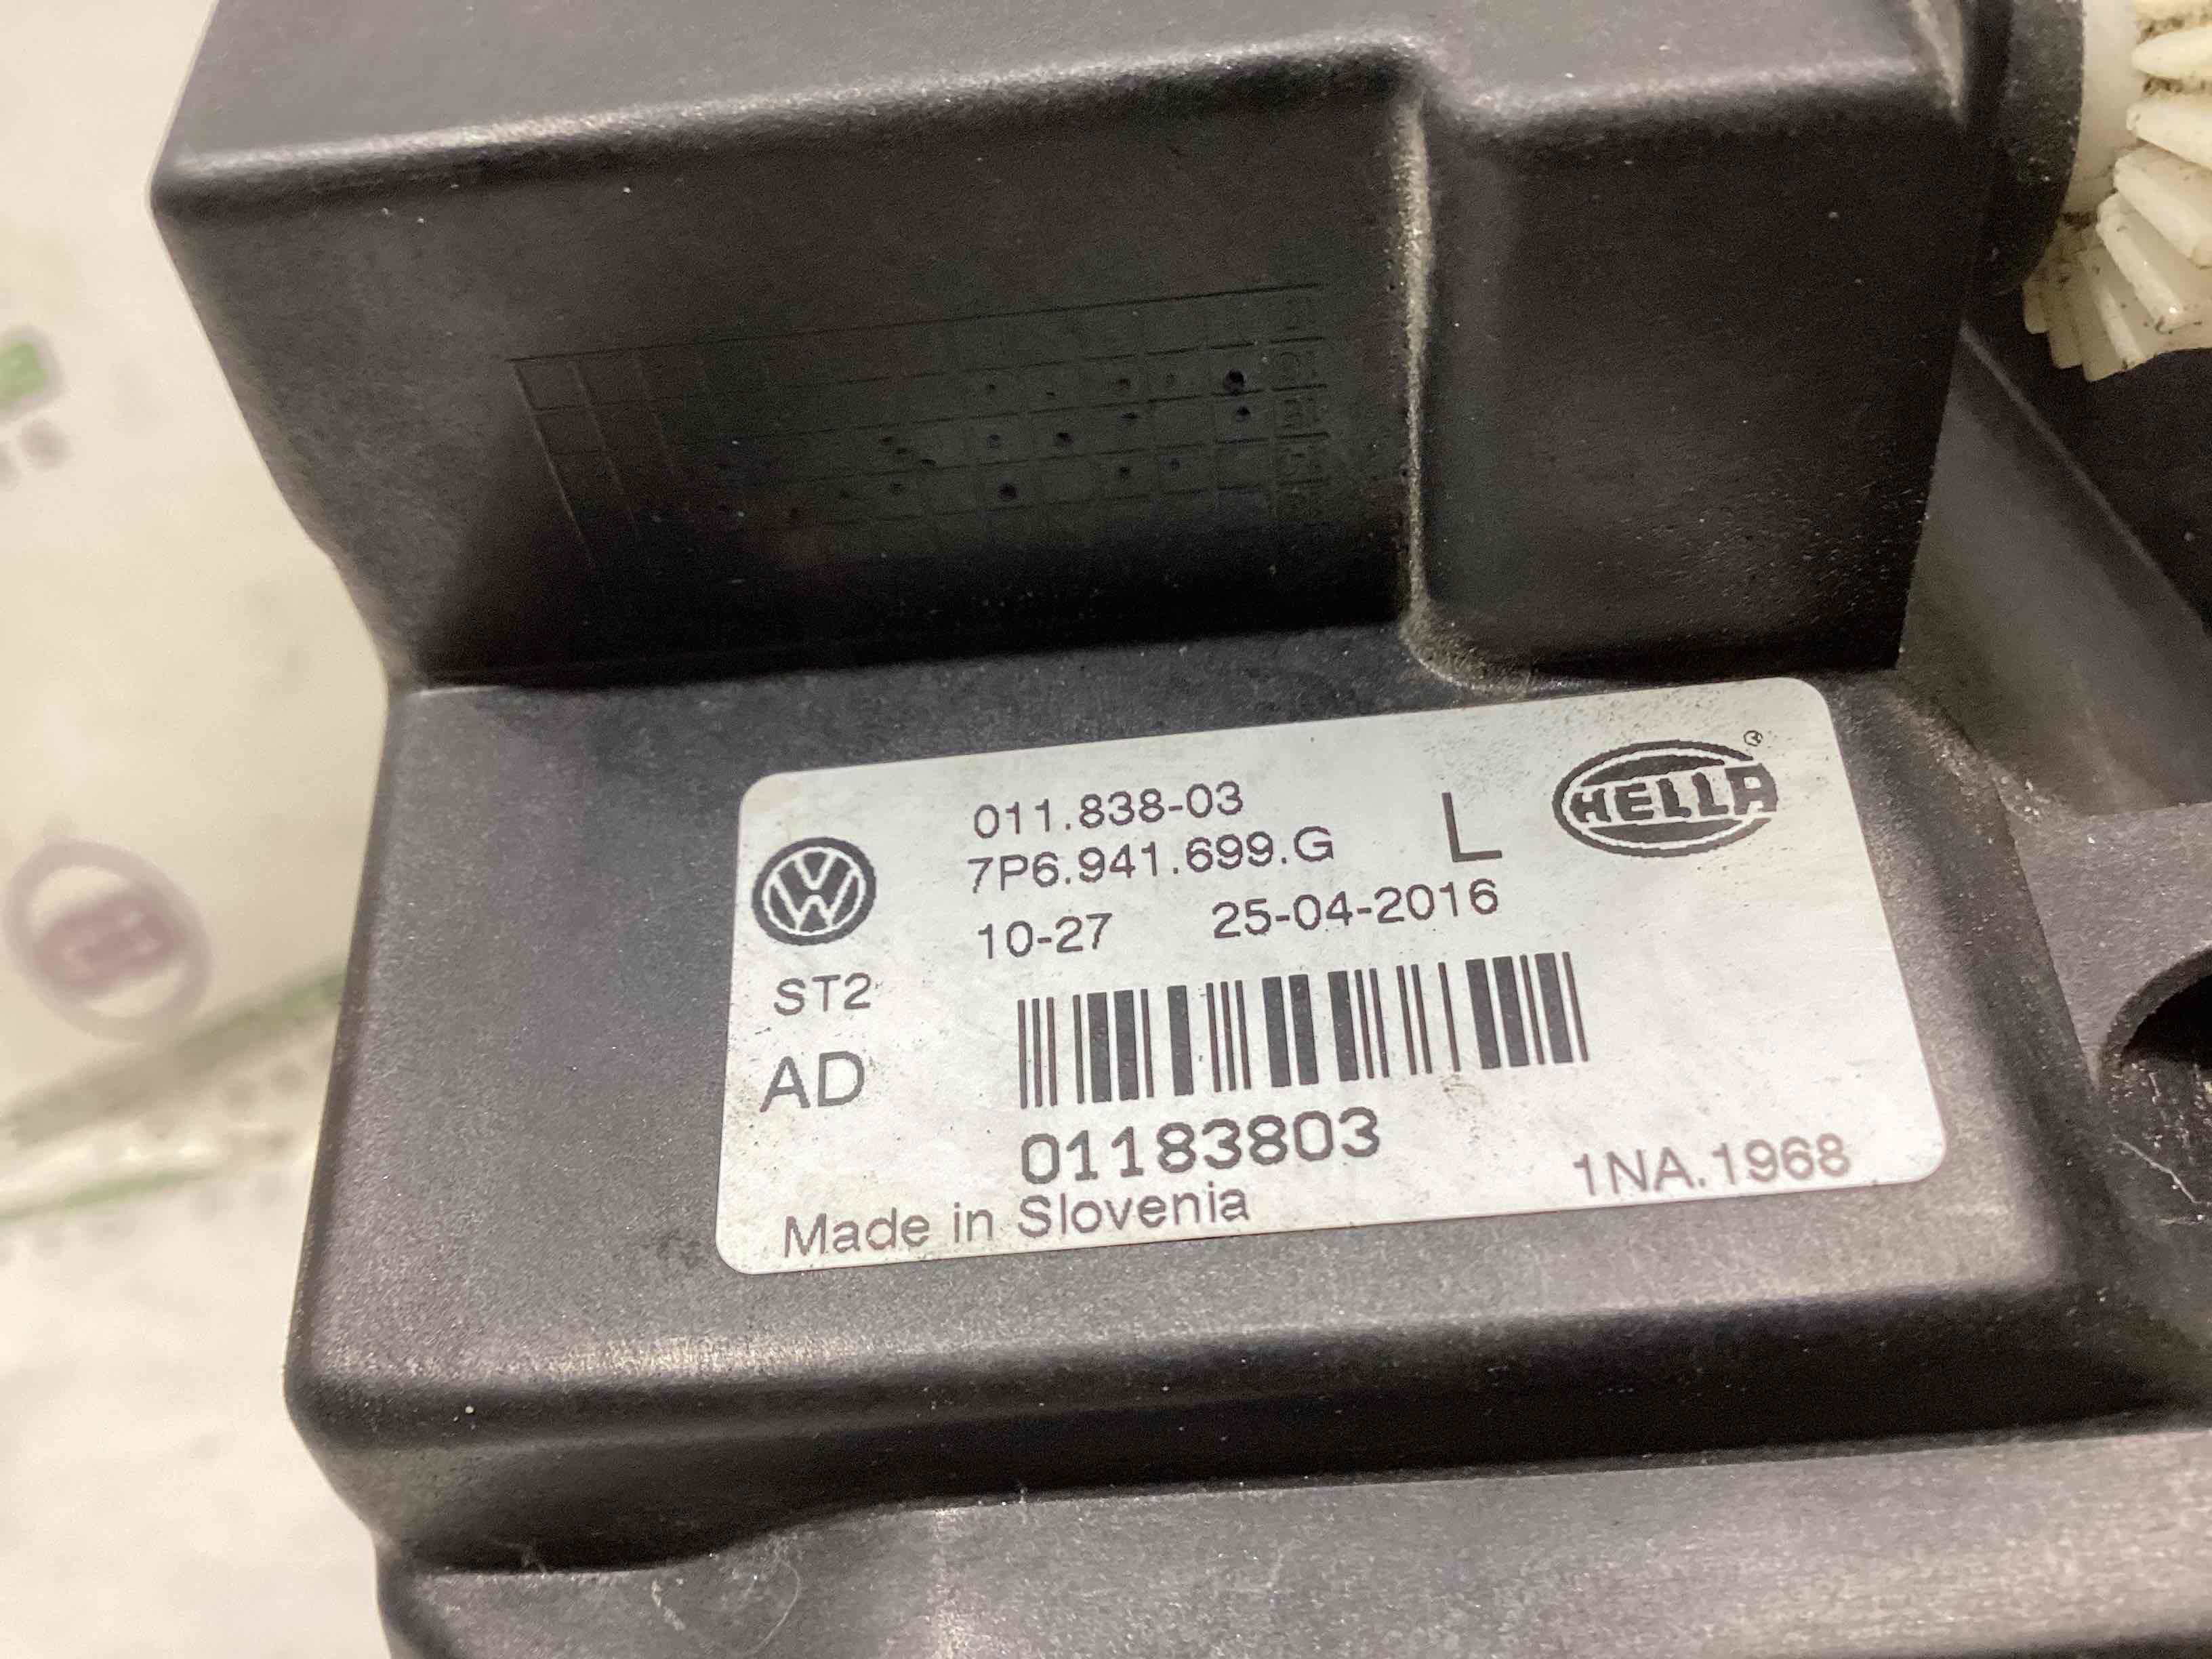 011.838-03
7P6.941.699.G L HELLA®
10-27 25-04-2016
ST2
AD
01183803
Made in Slovenia 1NA.1968